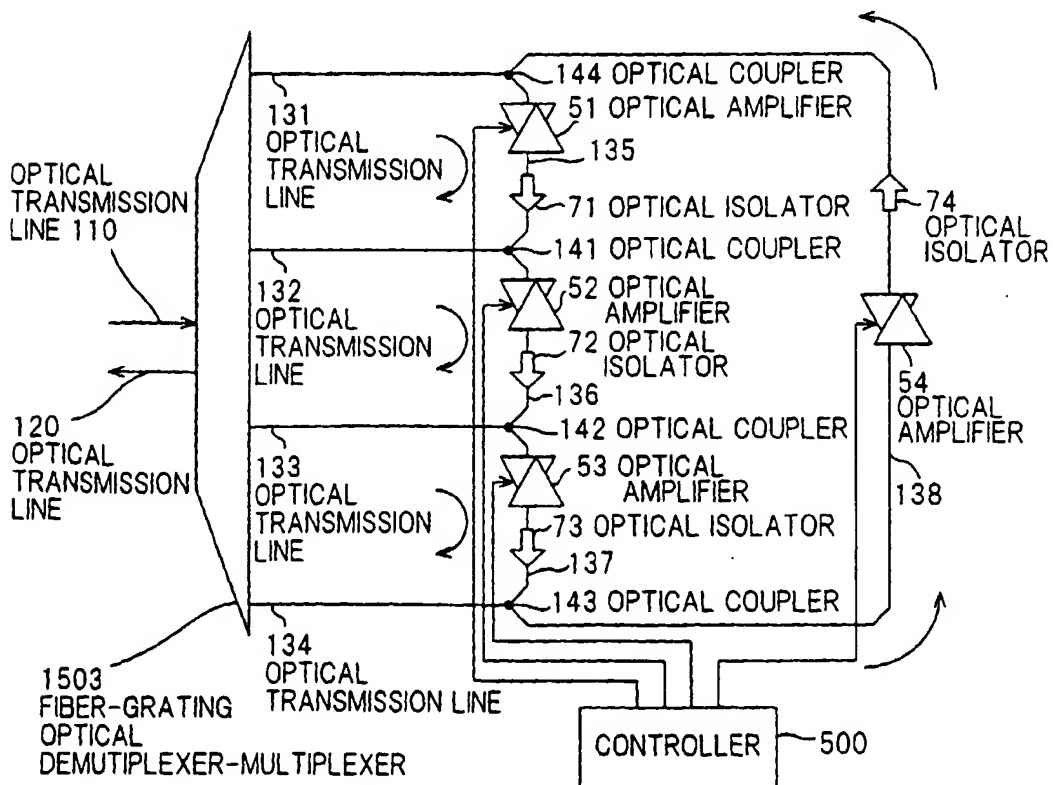 144 OPTICAL COUPLER
51 OPTICAL AMPLIFIER
131
OPTICAL
TRANSMISSION
LINE
135
OPTICAL
TRANSMISSION
LINE 110
71 OPTICAL ISOLATOR
74
OPTICAL
ISOLATOR
141 OPTICAL COUPLER
132
OPTICAL
TRANSMISSION
LINE
52 OPTICAL
AMPLIFIER
72 OPTICAL
ISOLATOR
136
54
OPTICAL
AMPLIFIER
120
OPTICAL
TRANSMISSION
LINE
142 OPTICAL COUPLER
133
OPTICAL
TRANSMISSION
LINE
53 OPTICAL
AMPLIFIER
138
73 OPTICAL ISOLATOR
137
143 OPTICAL COUPLER
134
OPTICAL
TRANSMISSION LINE
1503
FIBER-GRATING
OPTICAL
DEMUTIPLEXER-MULTIPLEXER
CONTROLLER
500